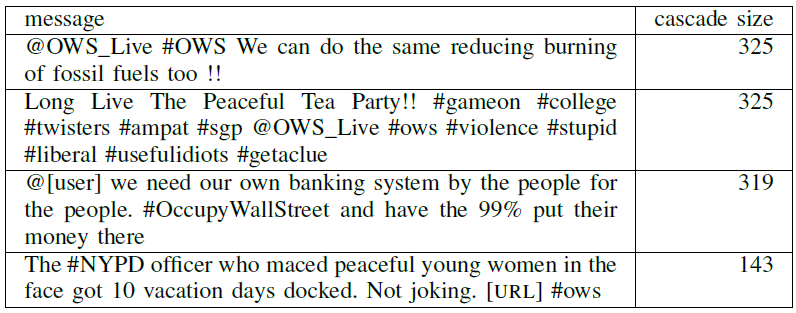 message cascade size
@OWS_Live #OWS We can do the same reducing burning 325
of fossil fuels too !!
Long Live The Peaceful Tea Party!! #gameon #college 325
#twisters #ampat #sgp @OWS_Live #ows #violence #stupid
#liberal #usefulidiots #getaclue
@[user] we need our own banking system by the people for 319
the people. #OccupyWallStreet and have the 99% put their
money there
The #NYPD officer who maced peaceful young women in the 143
face got 10 vacation days docked. Not joking. [URL] #ows